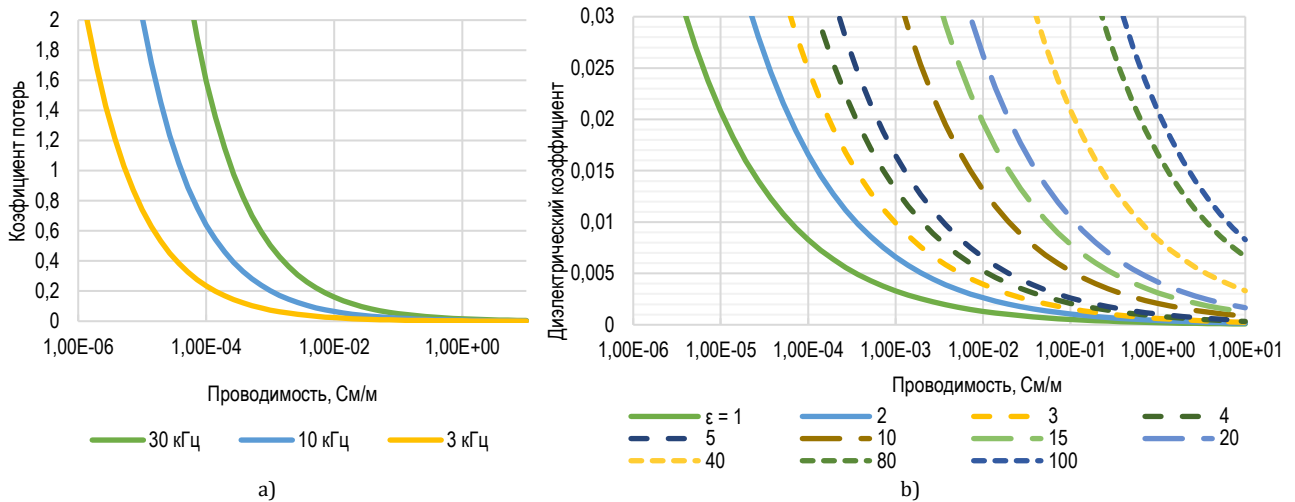 Коэфициент потерь
2
1,8
1,6
1,4
1,2
1
0,8
0,6
0,4
0,2
0
1,00E-06 1,00E-04 1,00E-02 1,00E+00
Проводимость, См/м
30 кГц 10 кГц 3 кГц
a)
Диэлектрический коэффициент
0,03
0,025
0,02
0,015
0,01
0,005
0
1,00E-06 1,00E-05 1,00E-04 1,00E-03 1,00E-02 1,00E-01 1,00E+00 1,00E+01
Проводимость, См/м
ε = 1 2 3 4
5 10 15 20
40 80 100
b)